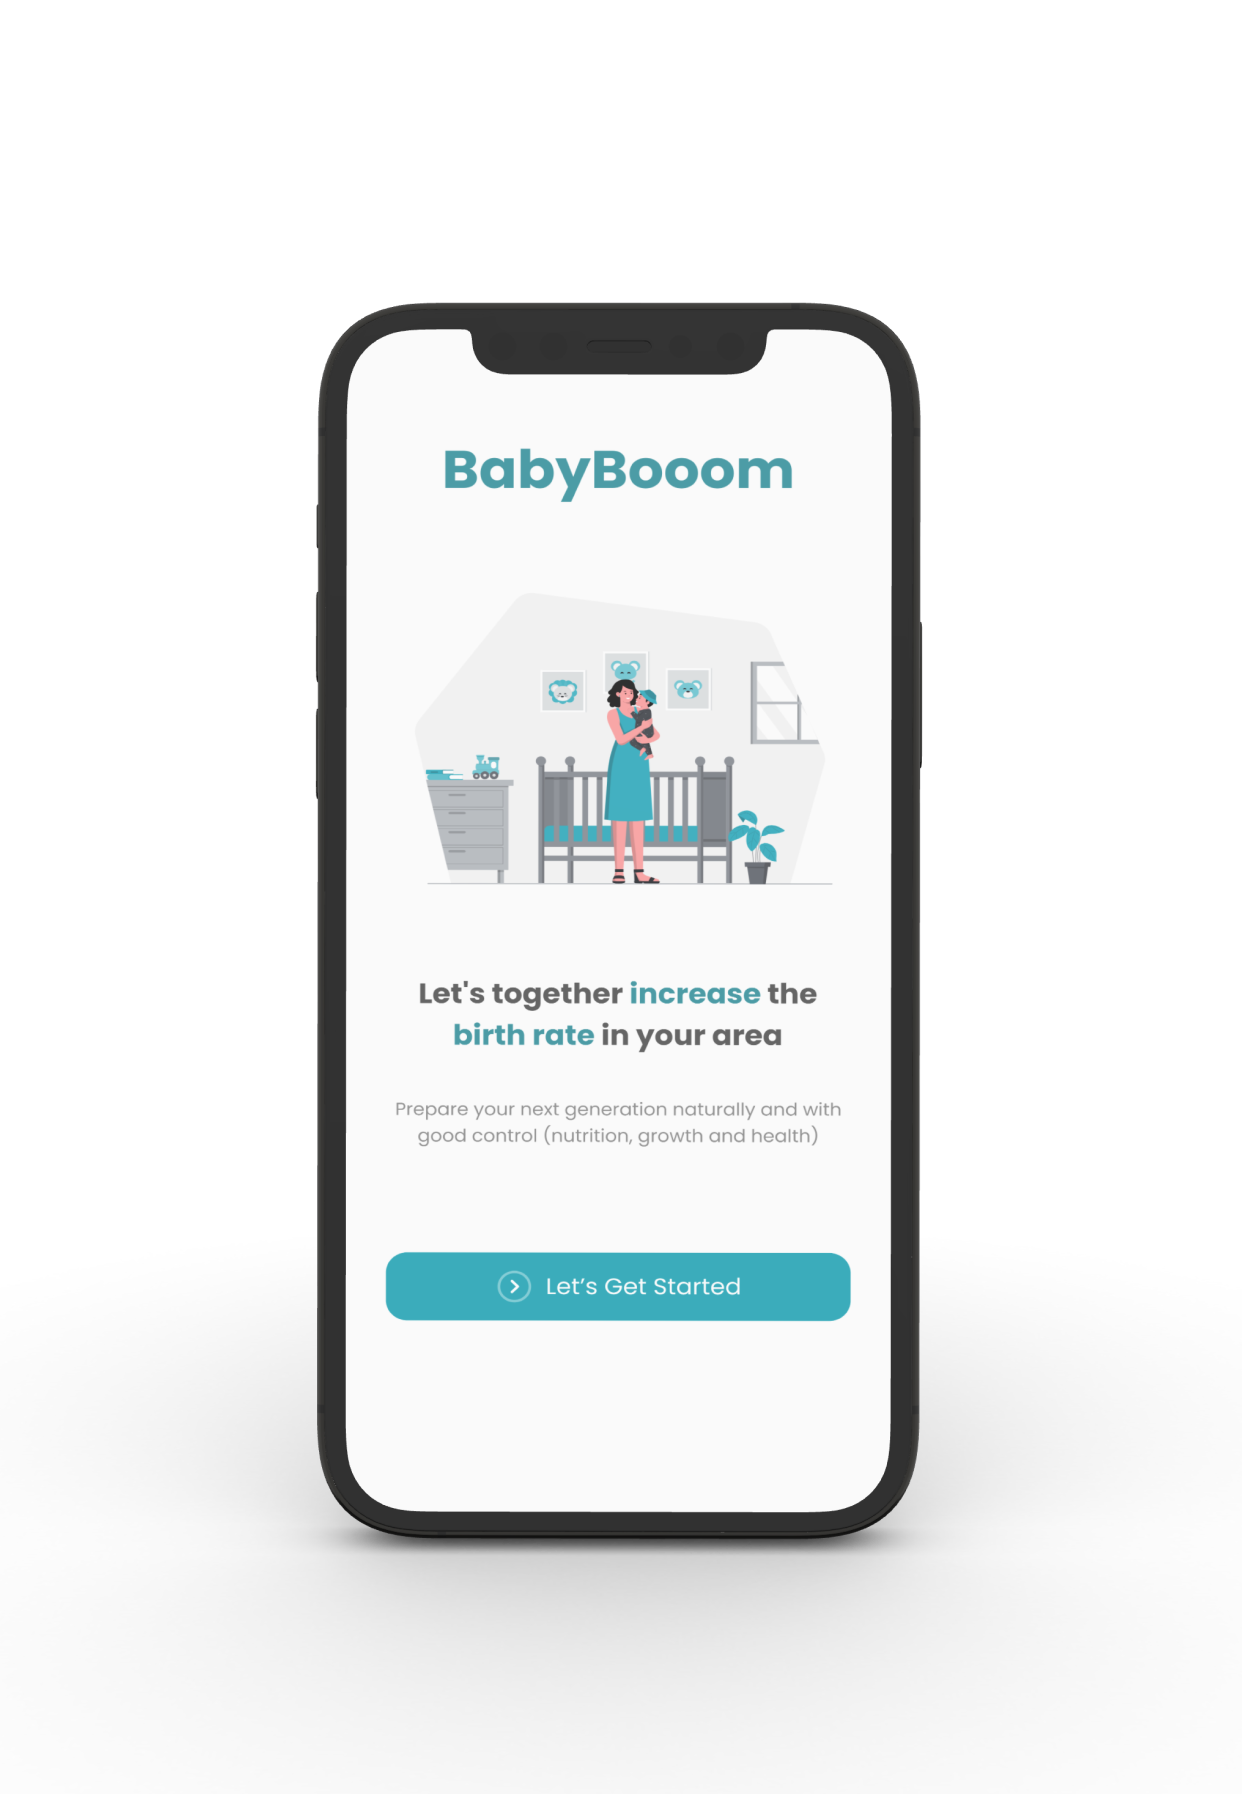 BabyBooom
Let's together increase the
birth rate in your area
Prepare your next generation naturally and with
good control (nutrition, growth and health)
Let’s Get Started